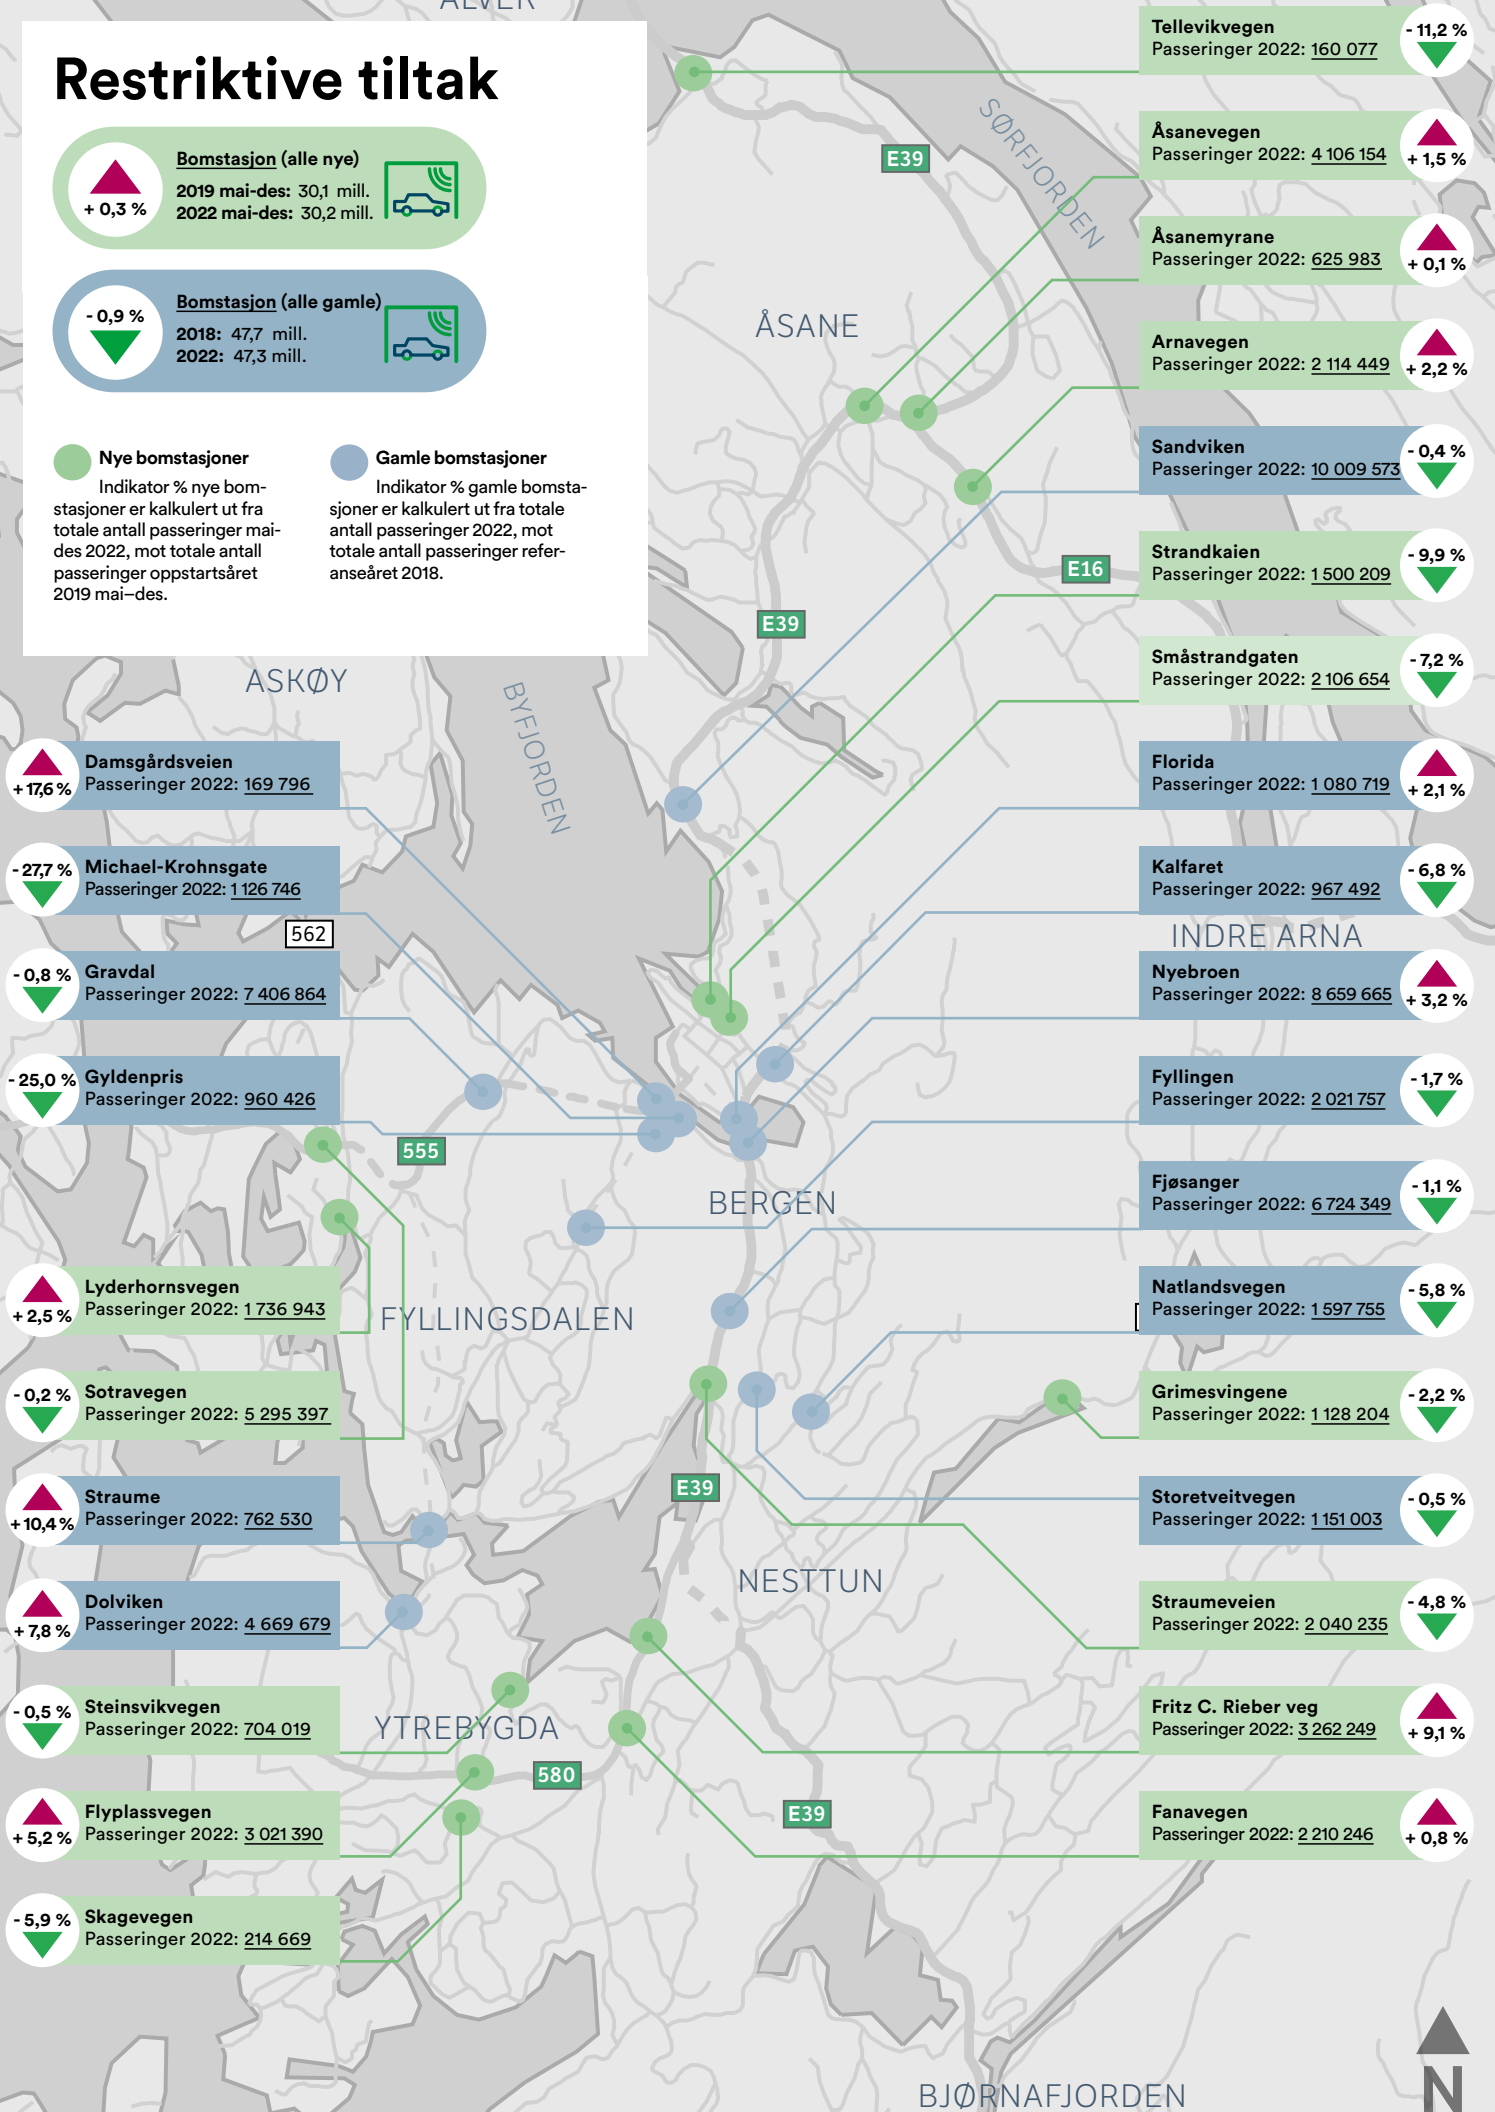 ALVER
Restriktive tiltak
+ 0,3 %
Bomstasjon (alle nye)
2019 mai-des: 30,1 mill.
2022 mai-des: 30,2 mill.
- 0,9 %
Bomstasjon (alle gamle)
2018: 47,7 mill.
2022: 47,3 mill.
Nye bomstasjoner
Indikator % nye bom-
stasjoner er kalkulert ut fra
totale antall passeringer mai-
des 2022, mot totale antall
passeringer oppstartsåret
2019 mai–des.
Gamle bomstasjoner
Indikator % gamle bomsta-
sjoner er kalkulert ut fra totale
antall passeringer 2022, mot
totale antall passeringer refer-
anseåret 2018.
Tellevikvegen
Passeringer 2022: 160 077
- 11,2 %
Åsanevegen
Passeringer 2022: 4 106 154
+ 1,5 %
Åsanemyrane
Passeringer 2022: 625 983
+ 0,1 %
Arnavegen
Passeringer 2022: 2 114 449
+ 2,2 %
Sandviken
Passeringer 2022: 10 009 573
- 0,4 %
Strandkaien
Passeringer 2022: 1 500 209
- 9,9 %
Småstrandgaten
Passeringer 2022: 2 106 654
- 7,2 %
Florida
Passeringer 2022: 1 080 719
+ 2,1 %
Kalfaret
Passeringer 2022: 967 492
- 6,8 %
INDRE ARNA
Nyebroen
Passeringer 2022: 8 659 665
+ 3,2 %
Fyllingen
Passeringer 2022: 2 021 757
- 1,7 %
Fjøsanger
Passeringer 2022: 6 724 349
- 1,1 %
Natlandsvegen
Passeringer 2022: 1 597 755
- 5,8 %
Grimesvingene
Passeringer 2022: 1 128 204
- 2,2 %
Storetveitvegen
Passeringer 2022: 1 151 003
- 0,5 %
Straumeveien
Passeringer 2022: 2 040 235
- 4,8 %
Fritz C. Rieber veg
Passeringer 2022: 3 262 249
+ 9,1 %
Fanavegen
Passeringer 2022: 2 210 246
+ 0,8 %
Damsgårdsveien
Passeringer 2022: 169 796
+ 17,6 %
Michael-Krohnsgate
Passeringer 2022: 1 126 746
- 27,7 %
562
Gravdal
Passeringer 2022: 7 406 864
- 0,8 %
Gyldenpris
Passeringer 2022: 960 426
- 25,0 %
Lyderhornsvegen
Passeringer 2022: 1 736 943
+ 2,5 %
Sotravegen
Passeringer 2022: 5 295 397
- 0,2 %
Straume
Passeringer 2022: 762 530
+ 10,4 %
Dolviken
Passeringer 2022: 4 669 679
+ 7,8 %
Steinsvikvegen
Passeringer 2022: 704 019
- 0,5 %
Flyplassvegen
Passeringer 2022: 3 021 390
+ 5,2 %
Skagevegen
Passeringer 2022: 214 669
- 5,9 %
E39
SØRFJORDEN
ÅSANE
E16
E39
ASKØY
BYFJORDEN
555
BERGEN
FYLLINGSDALEN
E39
NESTTUN
YTREBYGDA
580
E39
BJØRNAFJORDEN
N